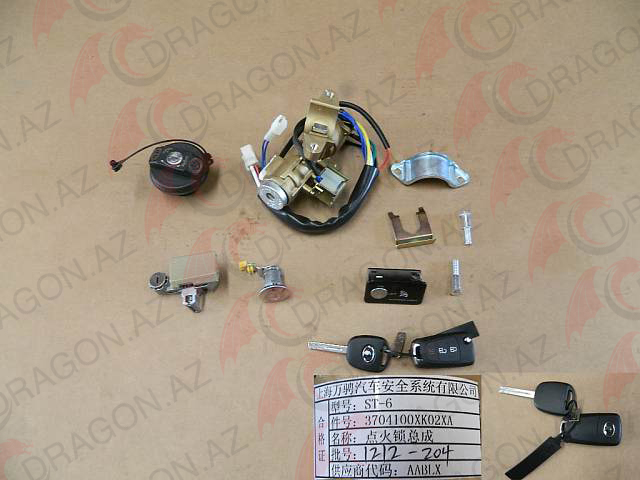 DRAGON.AZ
上海万骋汽车安全系统有限公司
型号: ST-6
合格证
件号: 3704100XK02XA
名称: 点火锁总成
批号: 1212-204
供应商代码: AABLX